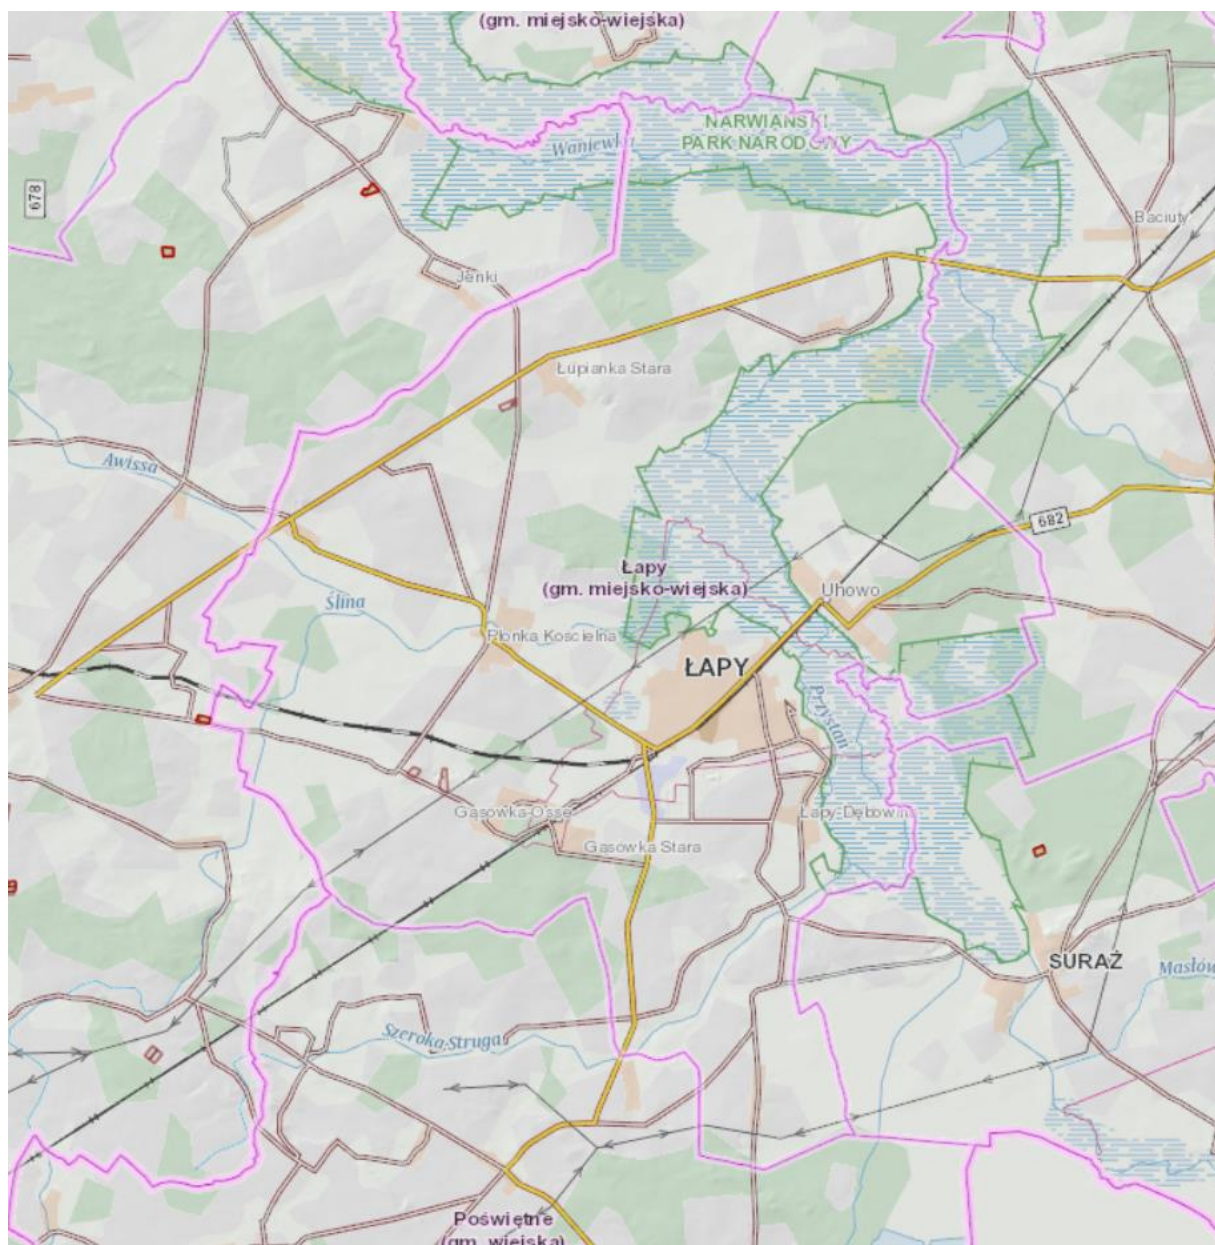 (gm. miejsko-wiejska)
NARWIAŃSKI
PARK NARODOWY
Waniewka
678
Baciuty
Jeńki
Łupianka Stara
Awissa
682
Łapy
(gm. miejsko-wiejska)
Uhowo
Ślina
Płonka Kościelna
ŁAPY
Przystań
Gąsówka-Osse
Łapy-Dębowina
Gąsówka Stara
SURAŻ
Szeroka Struga
Poświętne
(gm. wiejska)